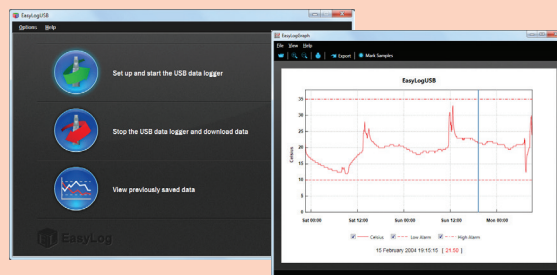 EasyLog USB
Options Help
Set up and start the USB data logger
Stop the USB data logger and download data
View previously saved data
EasyLog
EasyLogGraph
File View Help
Export Mark Samples
EasyLogUSB
Celsius
35
30
25
20
15
10
5
0
Sat 00:00 Sat 12:00 Sun 00:00 Sun 12:00 Mon 00:00
Celsius Low Alarm High Alarm
15 February 2004 19:15:15 [ 21.50 ]